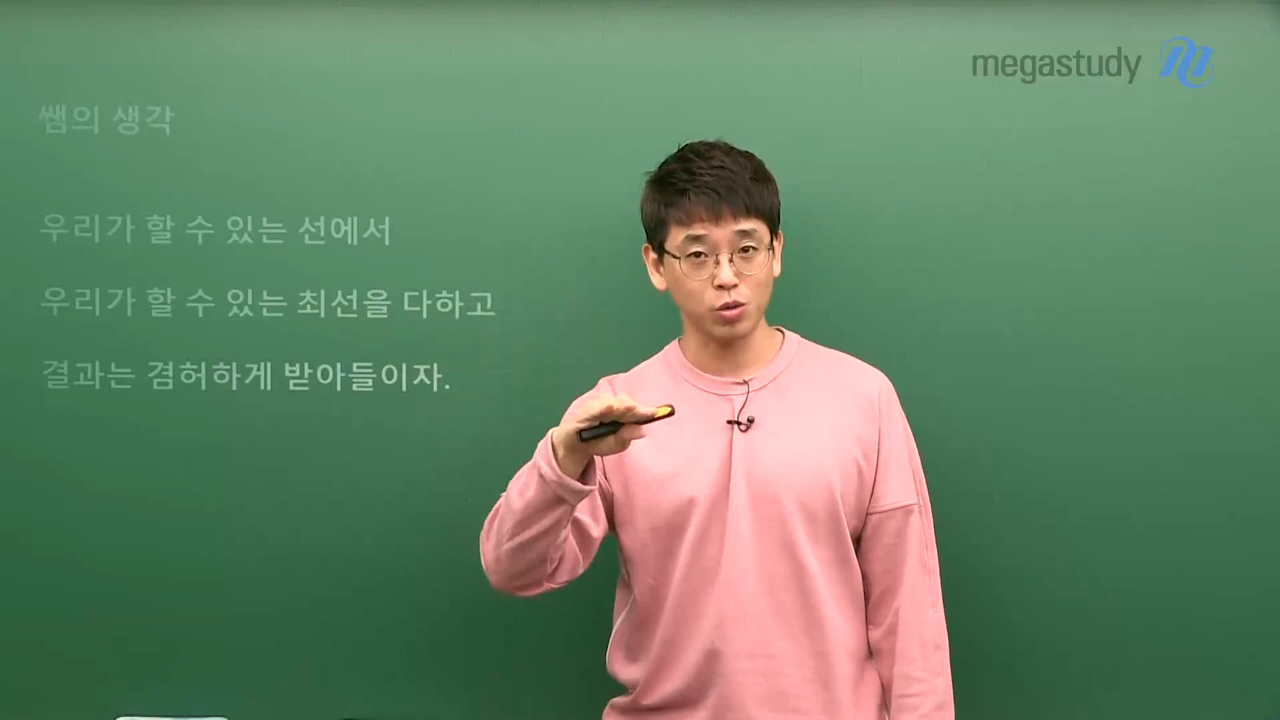 megastudy
쌤의 생각
우리가 할 수 있는 선에서
우리가 할 수 있는 최선을 다하고
결과는 겸허하게 받아들이자.